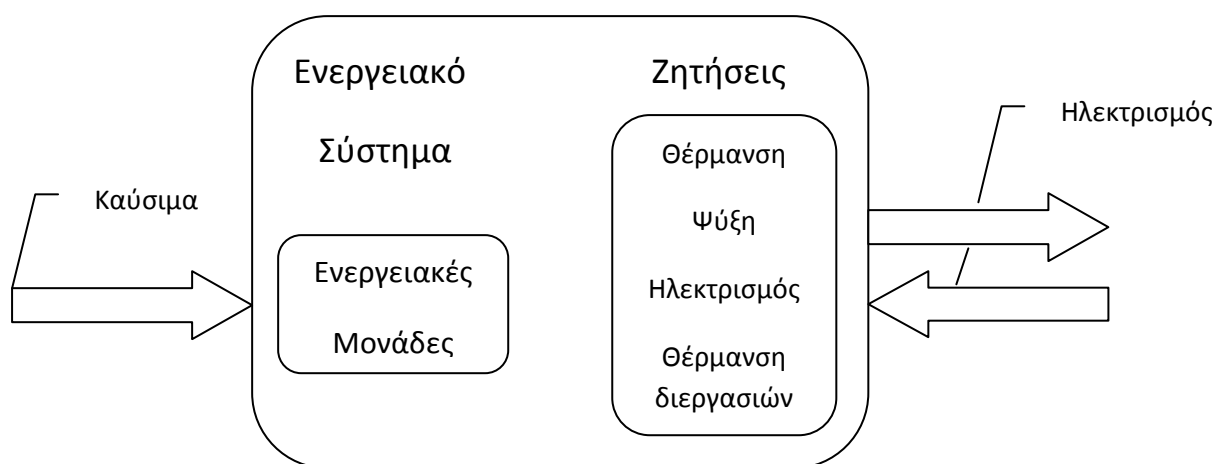 Ενεργειακό
Σύστημα
Ζητήσεις
Καύσιμα
Ενεργειακές
Μονάδες
Θέρμανση
Ψύξη
Ηλεκτρισμός
Θέρμανση
διεργασιών
Ηλεκτρισμός